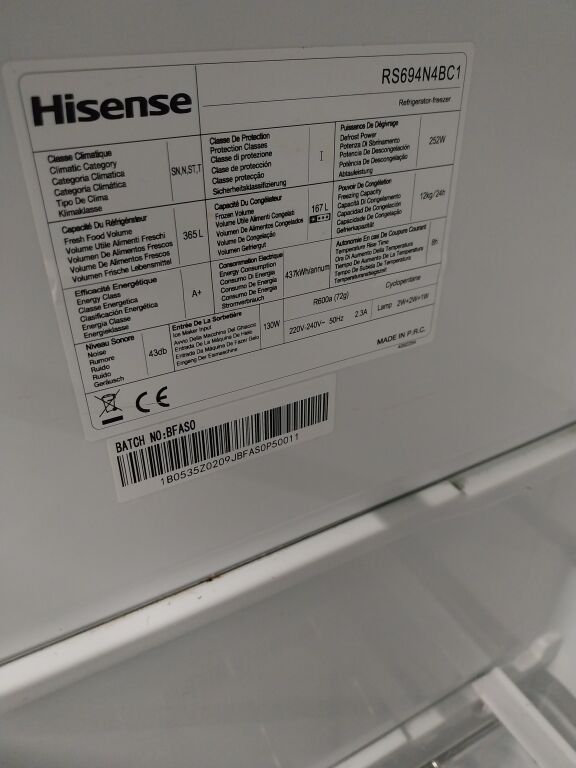 Hisense
RS694N4BC1
Refrigerator-freezer
Classe Climatique
Climatic Category
Categoria Climatica
Categoría Climática
Tipo De Clima
Klimaklasse
SN,N,ST,T
Classe De Protection
Protection Classes
Classe di protezione
Clase de protección
Classe protecção
Sicherheitsklassifizierung
I
Puissance De Dégivrage
Defrost Power
Potenza Di Sbrinamento
Potencia De Descongelación
Potência De Descongelação
Abtauleistung
252W
Capacité Du Réfrigérateur
Fresh Food Volume
Volume Utile Alimenti Freschi
Volumen De Alimentos Frescos
Volume De Alimentos Frescos
Volumen Frische Lebensmittel
365 L
Capacité Du Congélateur
Frozen Volume
Volume Utile Alimenti Congelati
Volumen De Alimentos Congelados
Volume De Congelação
Volumen Gefriergut
167 L
Pouvoir De Congélation
Freezing Capacity
Capacità Di Congelamento
Capacidad De Congelación
Capacidade De Congelação
Gefrierkapazität
12kg/24h
Efficacité Energétique
Energy Class
Classe Energetica
Clasificación Energética
Energia Classe
Energieklasse
A+
Consommation Electrique
Energy Consumption
Consumo Di Energia
Consumo De Energía
Consumo De Energia
Stromverbrauch
437kWh/annum
Autonomie En cas De Coupure Courant
Temperature Rise Time
Ore Di Aumento Della Temperatura
Tiempo De Aumento De La Temperatura
Tempo De Subida De Temperatura
Temperaturanstiegszeit
8h
Niveau Sonore
Noise
Rumore
Ruido
Ruído
Geräusch
43db
Entrée De La Sorbetière
Ice Maker Input
Avvio Della Macchina Del Ghiaccio
Entrada De La Máquina De Hielo
Entrada De Máquina De Fazer Gelo
Eingang Der Eismaschine
130W
R600a (72g)
Cyclopentane
220V-240V~ 50Hz
2.3A
Lamp
2W+2W+1W
MADE IN P.R.C.
CE
BATCH NO:BFAS0
1B0535Z0209JBFAS0P50011